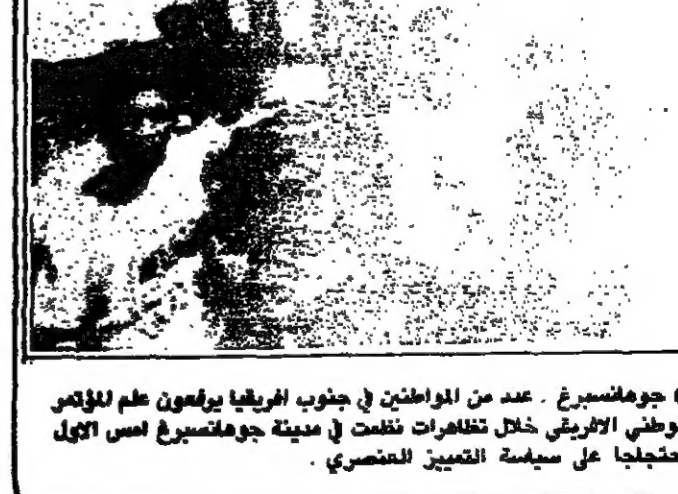 جوهانسبرغ . عدد من المواطنين في جنوب افريقيا يرفعون علم المؤتمر
وطني الافريقي خلال تظاهرات نظمت في مدينة جوهانسبرغ امس الاول
حتجاجا على سياسة التمييز العنصري .